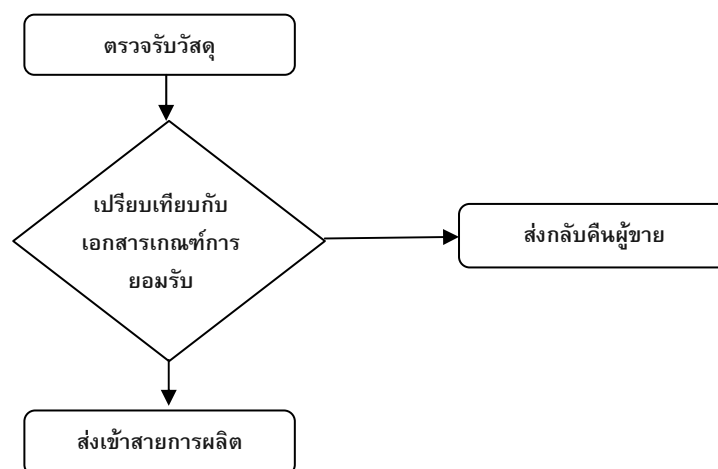 ตรวจรับวัสดุ
เปรียบเทียบกับ
เอกสารเกณฑ์การ
ยอมรับ
ส่งกลับคืนผู้ขาย
ส่งเข้าสายการผลิต